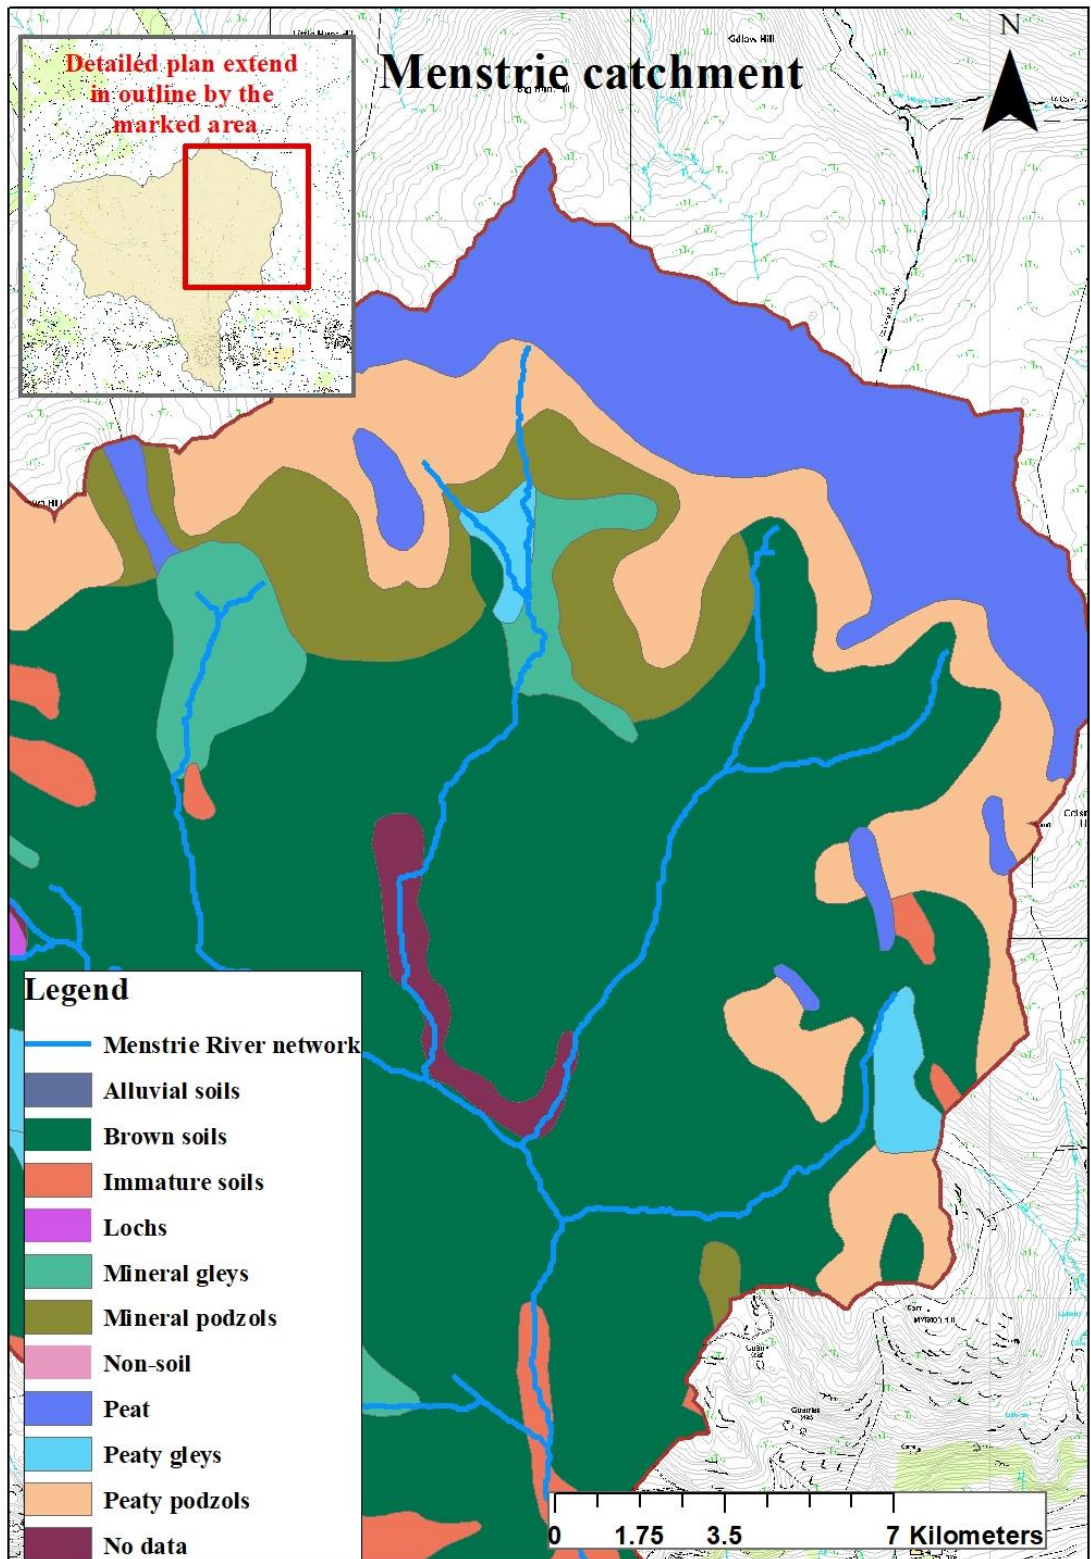 Menstrie catchment
N
Detailed plan extend
in outline by the
marked area
Legend
Menstrie River network
Alluvial soils
Brown soils
Immature soils
Lochs
Mineral gleys
Mineral podzols
Non-soil
Peat
Peaty gleys
Peaty podzols
No data
0 1.75 3.5 7 Kilometers